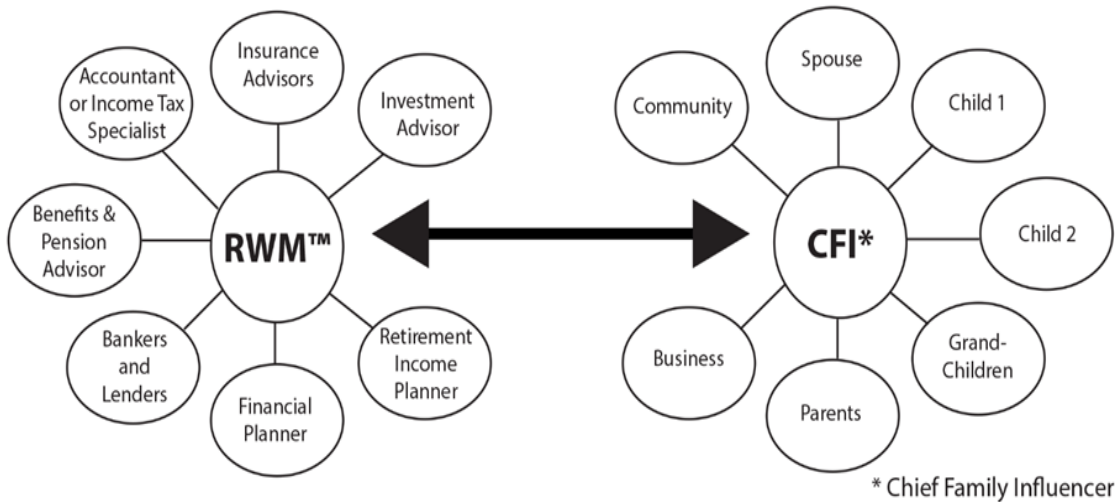 Insurance
Advisors
Accountant
or Income Tax
Specialist
Investment
Advisor
Benefits &
Pension
Advisor
RWM™
Bankers
and
Lenders
Retirement
Income
Planner
Financial
Planner
Spouse
Community
Child 1
Child 2
CFI*
Business
Grand-
Children
Parents
* Chief Family Influencer